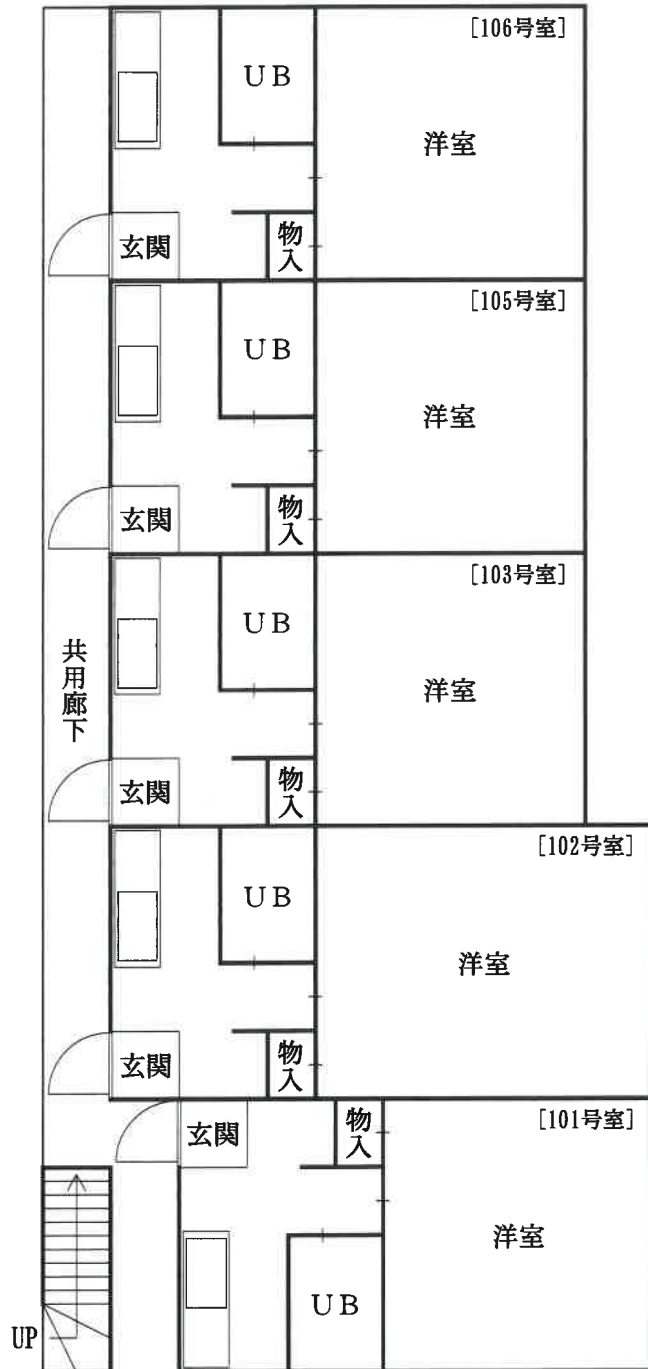 [106号室]
UB
洋室
玄関
物入
[105号室]
UB
洋室
玄関
物入
[103号室]
UB
洋室
共用廊下
玄関
物入
[102号室]
UB
洋室
玄関
物入
[101号室]
玄関
物入
洋室
UB
UP